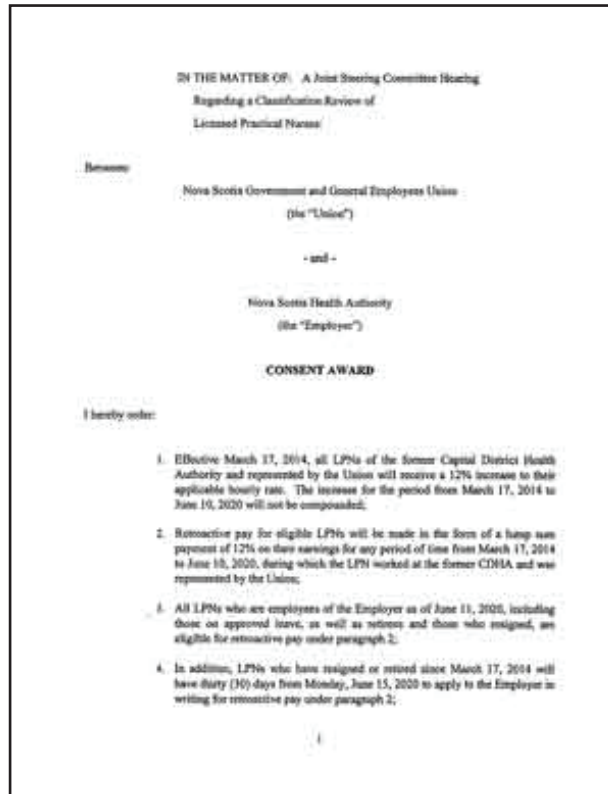 IN THE MATTER OF: A Joint Steering Committee Hearing
Regarding a Classification Review of
Licensed Practical Nurses
Between:
Nova Scotia Government and General Employees Union
(the "Union")
- and -
Nova Scotia Health Authority
(the "Employer")
CONSENT AWARD
I hereby order:
1. Effective March 17, 2014, all LPNs of the former Capital District Health
Authority and represented by the Union will receive a 12% increase to their
applicable hourly rate. The increase for the period from March 17, 2014 to
June 10, 2020 will not be compounded;
2. Retroactive pay for eligible LPNs will be made in the form of a lump sum
payment of 12% on their earnings for any period of time from March 17, 2014
to June 10, 2020, during which the LPN worked at the former CDHA and was
represented by the Union;
3. All LPNs who are employees of the Employer as of June 11, 2020, including
those on approved leave, as well as retirees and those who resigned, are
eligible for retroactive pay under paragraph 2;
4. In addition, LPNs who have resigned or retired since March 17, 2014 will
have thirty (30) days from Monday, June 15, 2020 to apply to the Employer in
writing for retroactive pay under paragraph 2;
1